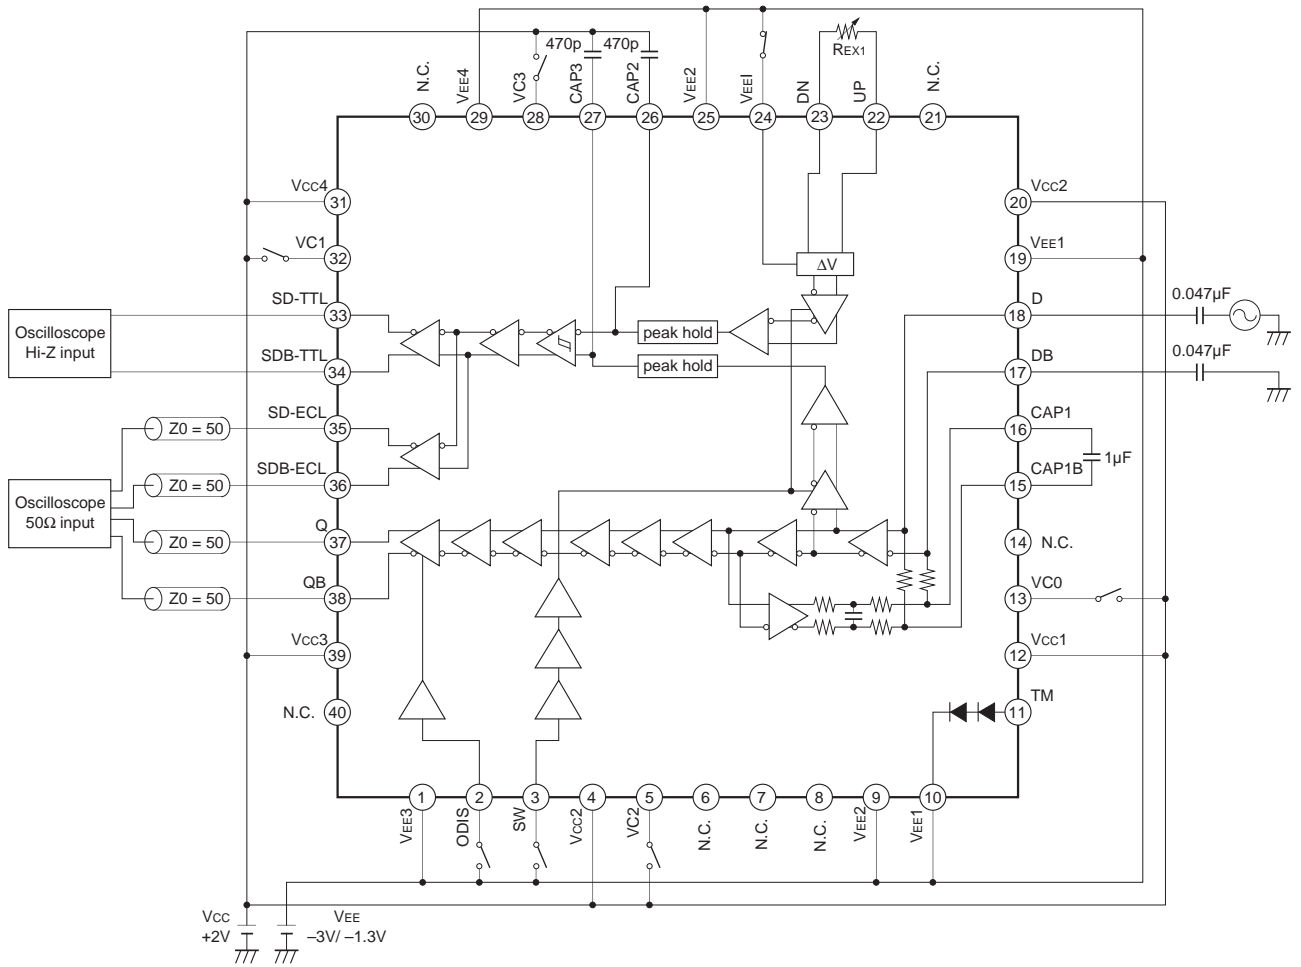 470p 470p
REX1
N.C. VEE4 VC3 CAP3 CAP2 VEE2 VEEI DN UP N.C.
30 29 28 27 26 25 24 23 22 21
VCC4
31
VC1
32
SD-TTL
33
SDB-TTL
34
SD-ECL
35
SDB-ECL
36
Q
37
QB
38
VCC3
39
N.C. 40
Oscilloscope
Hi-Z input
Oscilloscope
50Ω input
Z0 = 50
Z0 = 50
Z0 = 50
Z0 = 50
ΔV
peak hold
peak hold
VCC2
20
VEE1
19
D
18
0.047µF
DB
17
0.047µF
CAP1
16
1µF
CAP1B
15
14 N.C.
VC0
13
VCC1
12
TM
11
1 2 3 4 5 6 7 8 9 10
VEE3 ODIS SW VCC2 VC2 N.C. N.C. N.C. VEE2 VEE1
VCC
+2V
VEE
–3V/ –1.3V